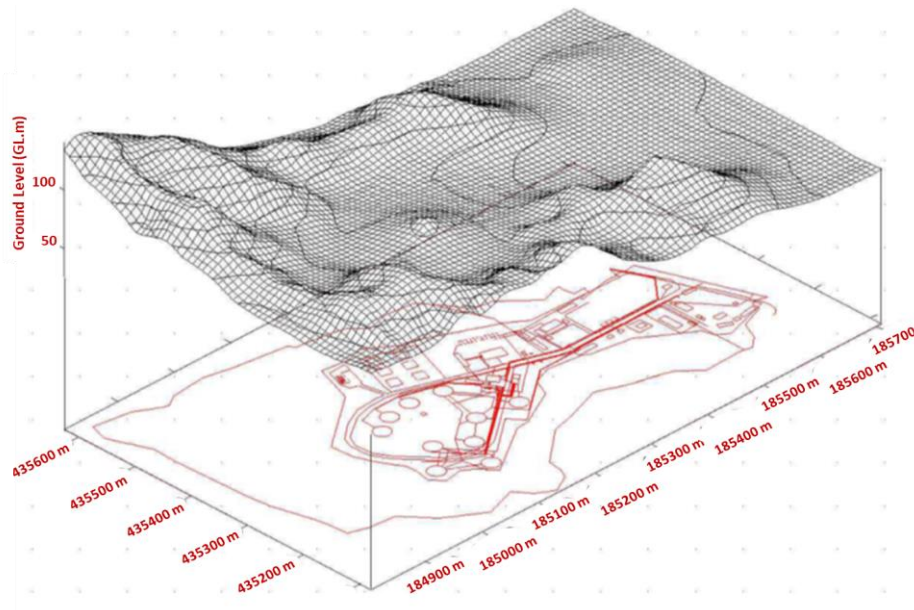 Ground Level (GL.m)
100
50
435600 m
435500 m
435400 m
435300 m
435200 m
184900 m
185000 m
185100 m
185200 m
185300 m
185400 m
185500 m
185600 m
185700